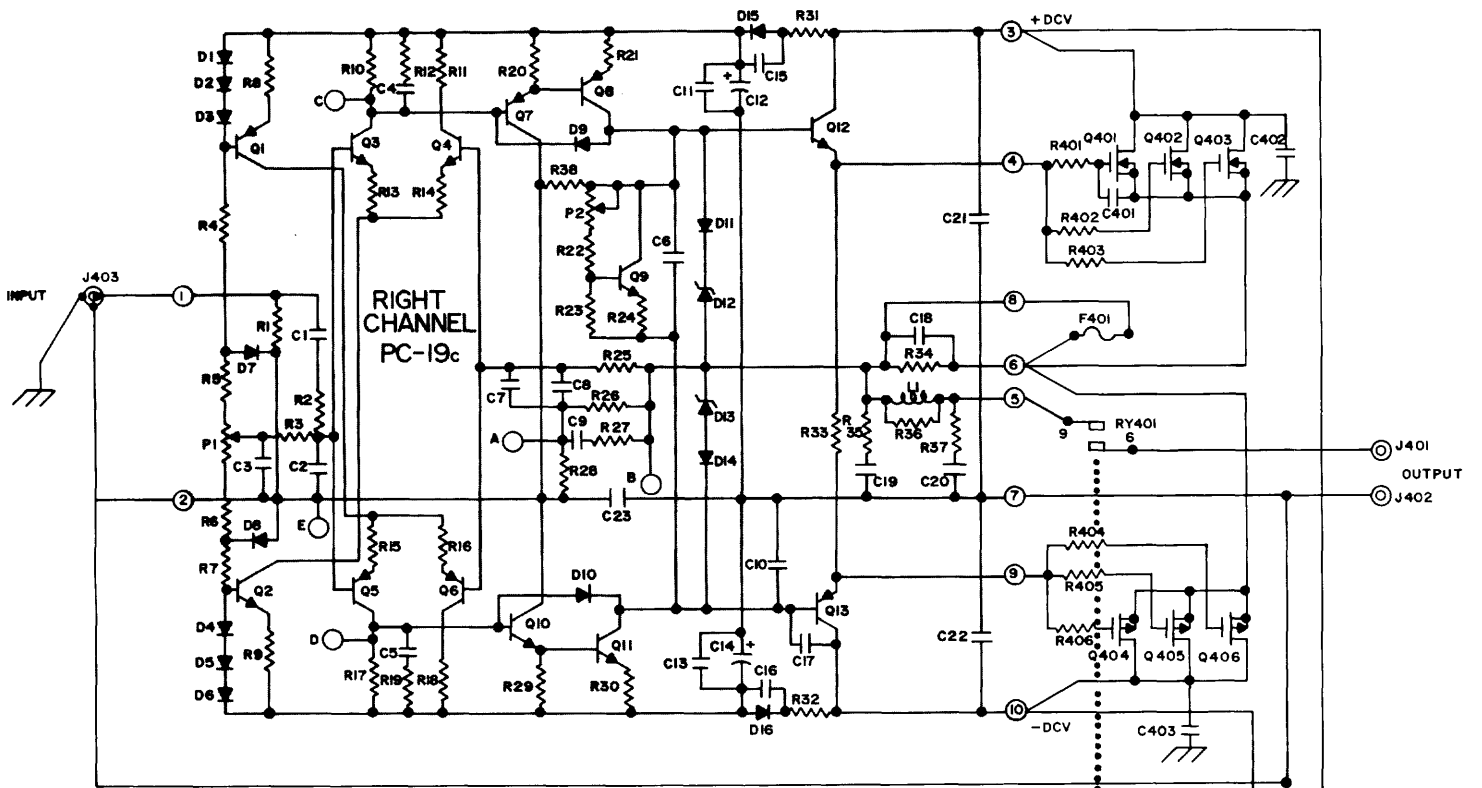 D15 R31 3 +DCV
D1 D2 D3 R8 R10 C4 R12 R11 R20 R21
C Q7 Q8 C11 + C12 C15 Q12
Q1 Q3 Q4 D9
R13 R14 R38 P2
4 R401 Q401 Q402 Q403 C402
C401 R402 R403
R4 R22 Q9 C6 D11 C21
R23 R24 D12
INPUT J403 1 R1 C1
RIGHT
CHANNEL
PC-19c
8 F401
C18 R34 6
R5 D7 R2 R25
C7 C8 R26 D13
P1 R3 A C9 R27
R33 R35 R36 R37 5
9 RY401 6 J401
OUTPUT
J402
C3 C2 R28 B D14 C19 C20
2 E C23 7
R6 D8 R7
R15 R16 C10
R404 R405 R406
Q2 Q5 Q6 D10 Q13 9
D4 D5 D6 R9
D Q10 Q11 C22
Q404 Q405 Q406
R17 C5 R19 R18 R29 R30
C13 C14 + C16 C17 R32
D16 10 -DCV C403